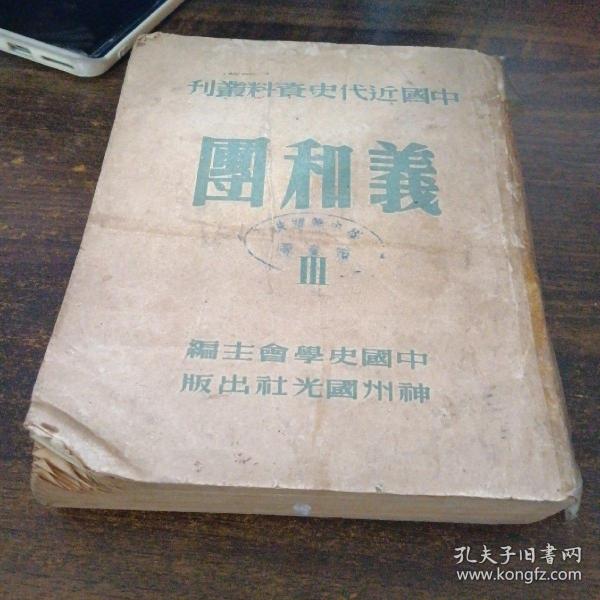 中國近代史資料叢刊
義和團
III
中國史學會主編
神州國光社出版
孔夫子旧书网
www.kongfz.com